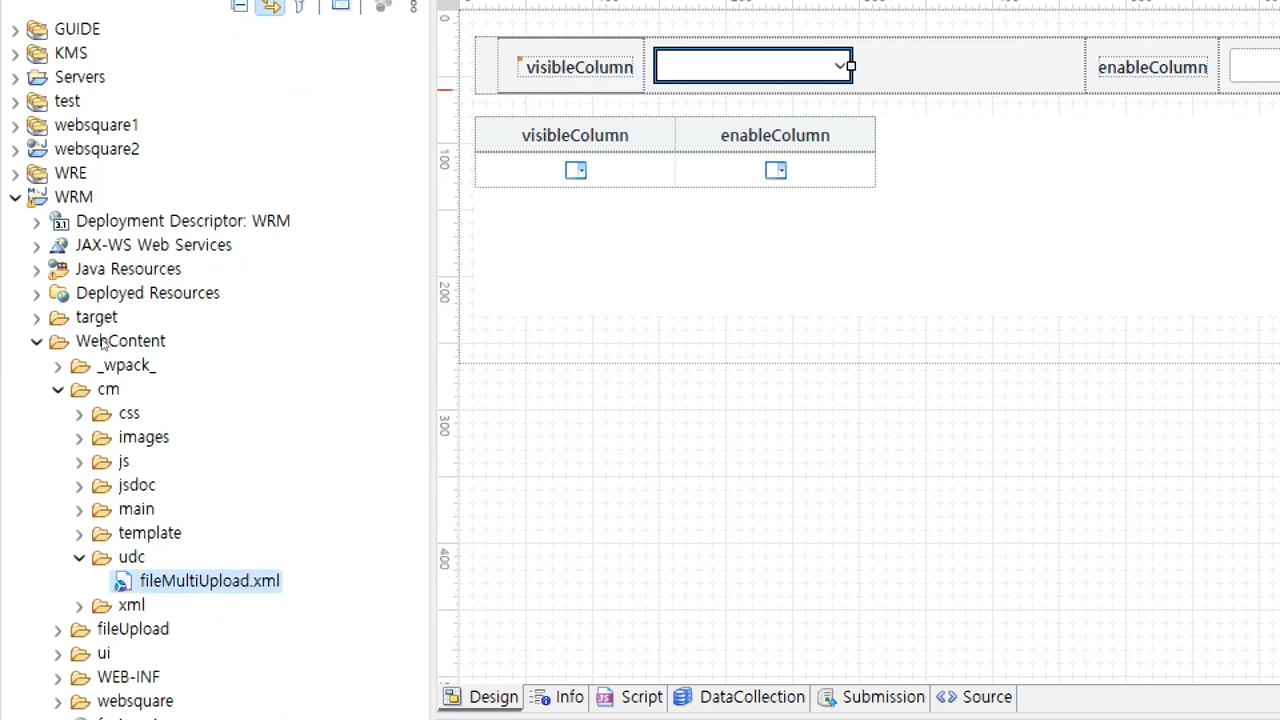 GUIDE
KMS
Servers
test
websquare1
websquare2
WRE
WRM
Deployment Descriptor: WRM
JAX-WS Web Services
Java Resources
Deployed Resources
target
WebContent
_wpack_
cm
css
images
js
jsdoc
main
template
udc
fileMultiUpload.xml
xml
fileUpload
ui
WEB-INF
websquare
0
100
200
300
400
visibleColumn
enableColumn
visibleColumn enableColumn
Design Info Script DataCollection Submission Source